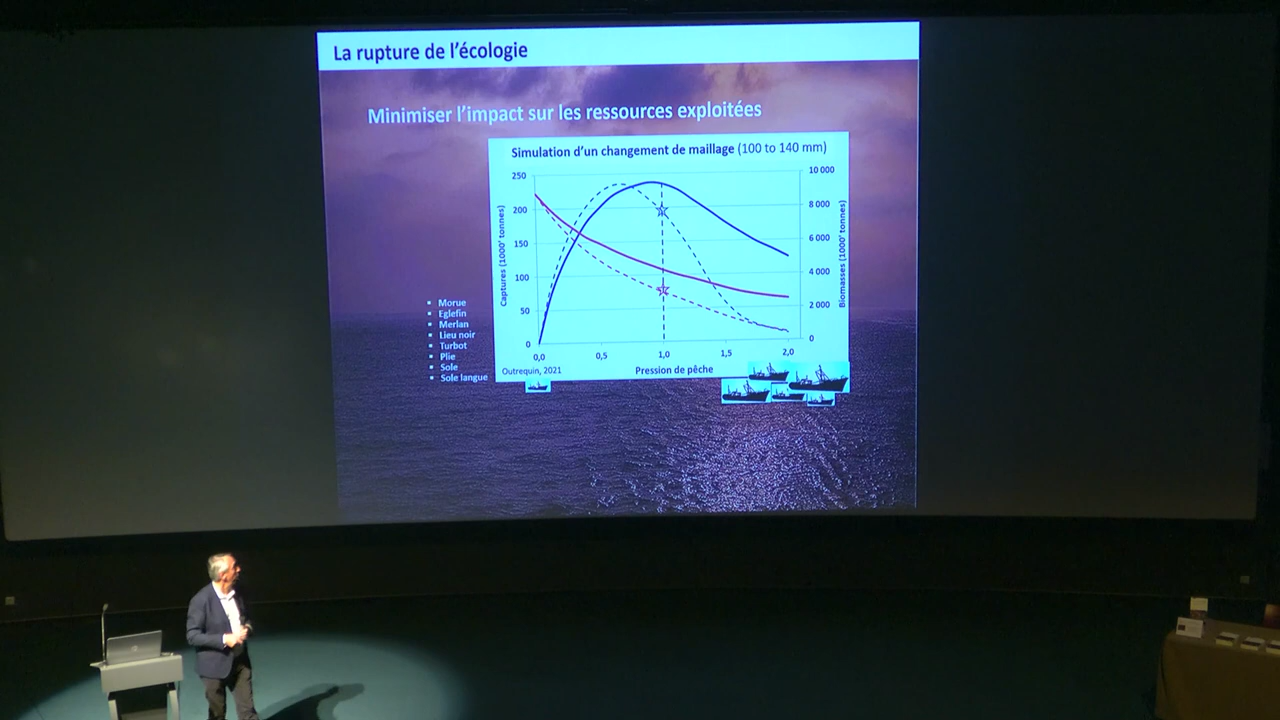 La rupture de l'écologie
Minimiser l'impact sur les ressources exploitées
Simulation d'un changement de maillage (100 to 140 mm)
250
200
150
100
50
0
Captures (1000' tonnes)
10 000
8 000
6 000
4 000
2 000
0
Biomasses (1000' tonnes)
0,0
0,5
1,0
1,5
2,0
Pression de pêche
Outrequin, 2021
▪ Morue
▪ Eglefin
▪ Merlan
▪ Lieu noir
▪ Turbot
▪ Plie
▪ Sole
▪ Sole langue